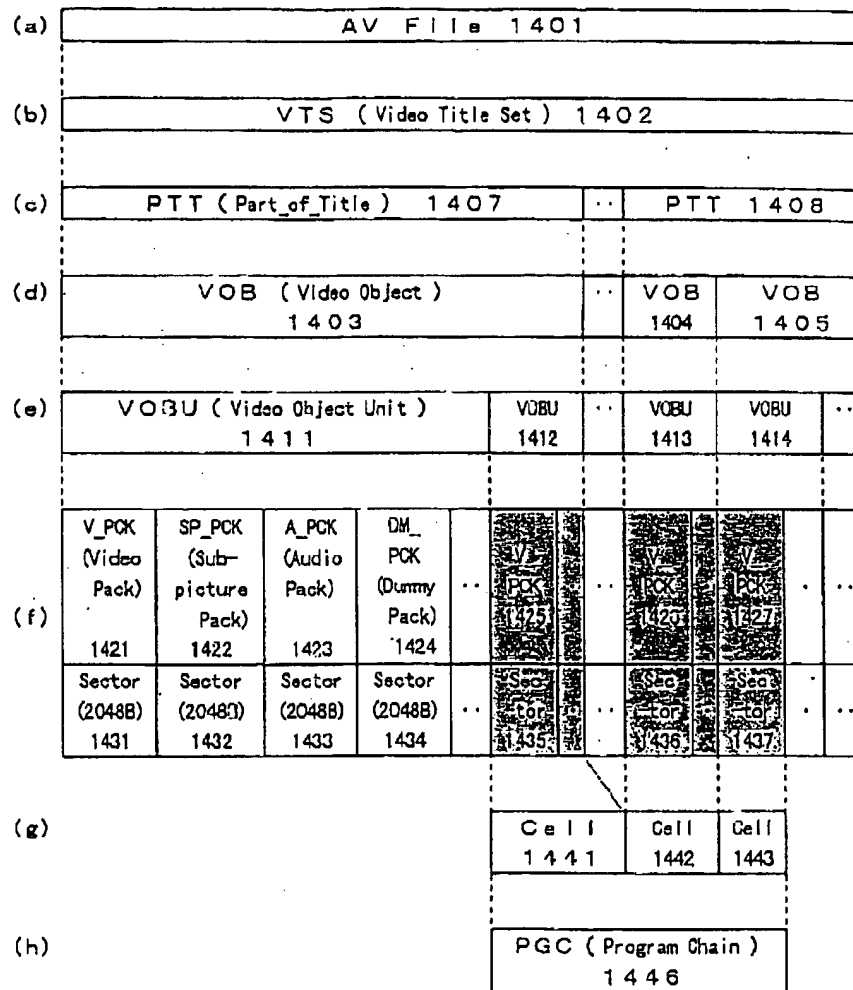 (a) AV File 1401
(b) VTS (Video Title Set) 1402
(c) PTT (Part_of_Title) 1407 ·· PTT 1408
(d) VOB (Video Object) ·· VOB VOB
1403 1404 1405
(e) VOBU (Video Object Unit) VOBU ·· VOBU VOBU ··
1411 1412 1413 1414
V_PCK SP_PCK A_PCK DM_
(Video (Sub- (Audio PCK V_ V_ V_
Pack) picture Pack) (Dummy ·· PCK ·· PCK PCK · ··
(f) Pack) Pack) 1425 1426 1427
1421 1422 1423 1424
Sector Sector Sector Sector Sec Sec Sec
(2048B) (2048B) (2048B) (2048B) ·· tor ·· tor tor · ··
1431 1432 1433 1434 1435 1436 1437
(g) Cell Cell Cell
1441 1442 1443
(h) PGC (Program Chain)
1446